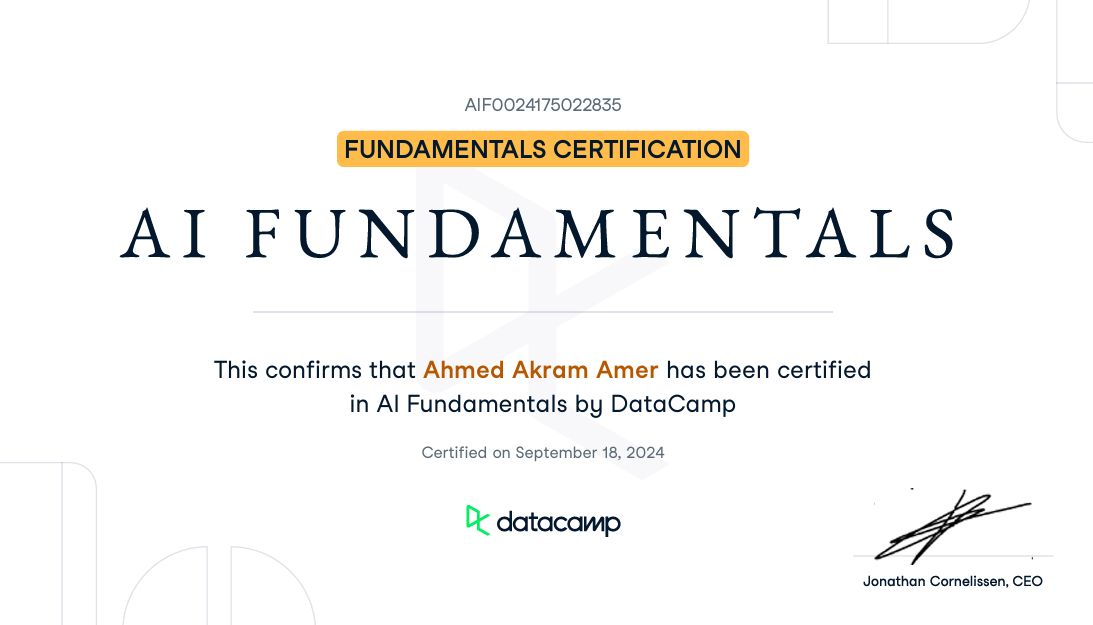 AIF0024175022835
FUNDAMENTALS CERTIFICATION
AI FUNDAMENTALS
This confirms that Ahmed Akram Amer has been certified
in AI Fundamentals by DataCamp
Certified on September 18, 2024
datacamp
Jonathan Cornelissen, CEO